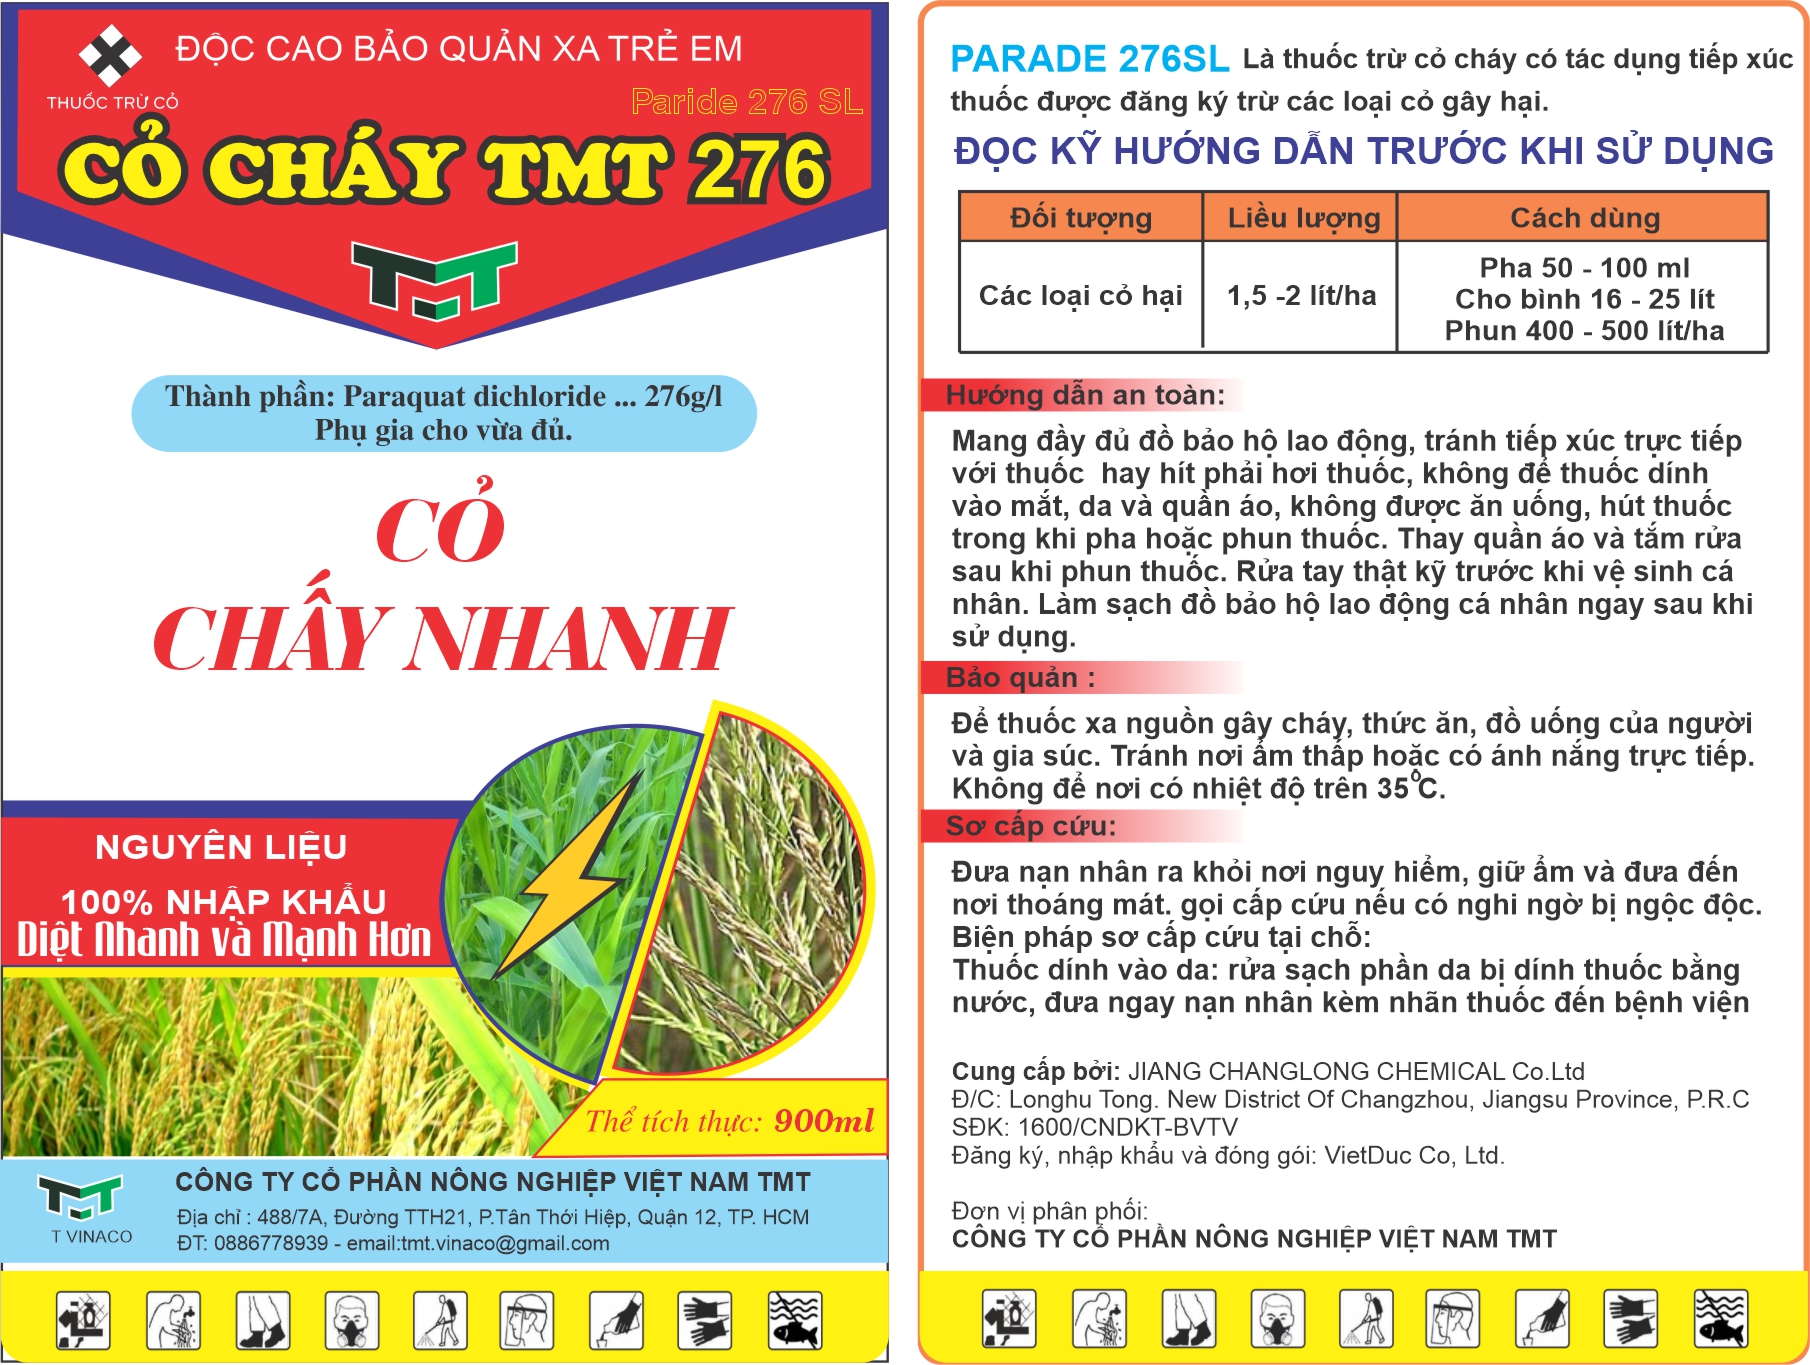 ĐỘC CAO BẢO QUẢN XA TRẺ EM
THUỐC TRỪ CỎ
Paride 276 SL
CỎ CHÁY TMT 276
TMT
Thành phần: Paraquat dichloride ... 276g/l
Phụ gia cho vừa đủ.
CỎ
CHẤY NHANH
NGUYÊN LIỆU
100% NHẬP KHẨU
Diệt Nhanh và Mạnh Hơn
Thể tích thực: 900ml
TMT
T VINACO
CÔNG TY CỔ PHẦN NÔNG NGHIỆP VIỆT NAM TMT
Địa chỉ : 488/7A, Đường TTH21, P.Tân Thới Hiệp, Quận 12, TP. HCM
ĐT: 0886778939 - email:tmt.vinaco@gmail.com
PARADE 276SL Là thuốc trừ cỏ cháy có tác dụng tiếp xúc
thuốc được đăng ký trừ các loại cỏ gây hại.
ĐỌC KỸ HƯỚNG DẪN TRƯỚC KHI SỬ DỤNG
Đối tượng Liều lượng Cách dùng
Các loại cỏ hại 1,5 -2 lít/ha
Pha 50 - 100 ml
Cho bình 16 - 25 lít
Phun 400 - 500 lít/ha
Hướng dẫn an toàn:
Mang đầy đủ đồ bảo hộ lao động, tránh tiếp xúc trực tiếp
với thuốc hay hít phải hơi thuốc, không để thuốc dính
vào mắt, da và quần áo, không được ăn uống, hút thuốc
trong khi pha hoặc phun thuốc. Thay quần áo và tắm rửa
sau khi phun thuốc. Rửa tay thật kỹ trước khi vệ sinh cá
nhân. Làm sạch đồ bảo hộ lao động cá nhân ngay sau khi
sử dụng.
Bảo quản :
Để thuốc xa nguồn gây cháy, thức ăn, đồ uống của người
và gia súc. Tránh nơi ẩm thấp hoặc có ánh nắng trực tiếp.
Không để nơi có nhiệt độ trên 35°C.
Sơ cấp cứu:
Đưa nạn nhân ra khỏi nơi nguy hiểm, giữ ẩm và đưa đến
nơi thoáng mát. gọi cấp cứu nếu có nghi ngờ bị ngộc độc.
Biện pháp sơ cấp cứu tại chỗ:
Thuốc dính vào da: rửa sạch phần da bị dính thuốc bằng
nước, đưa ngay nạn nhân kèm nhãn thuốc đến bệnh viện
Cung cấp bởi: JIANG CHANGLONG CHEMICAL Co.Ltd
Đ/C: Longhu Tong. New District Of Changzhou, Jiangsu Province, P.R.C
SĐK: 1600/CNDKT-BVTV
Đăng ký, nhập khẩu và đóng gói: VietDuc Co, Ltd.
Đơn vị phân phối:
CÔNG TY CỔ PHẦN NÔNG NGHIỆP VIỆT NAM TMT